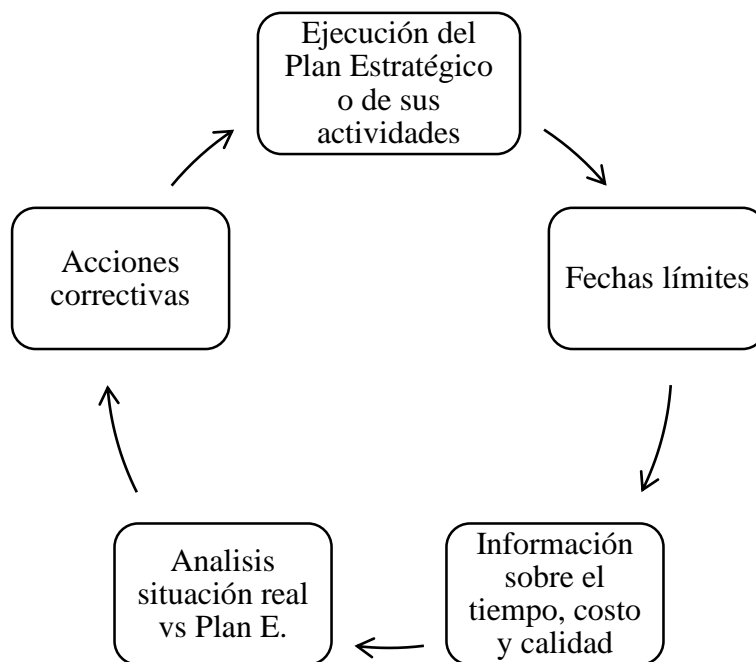 Ejecución del
Plan Estratégico
o de sus
actividades
Fechas límites
Información
sobre el
tiempo, costo
y calidad
Analisis
situación real
vs Plan E.
Acciones
correctivas